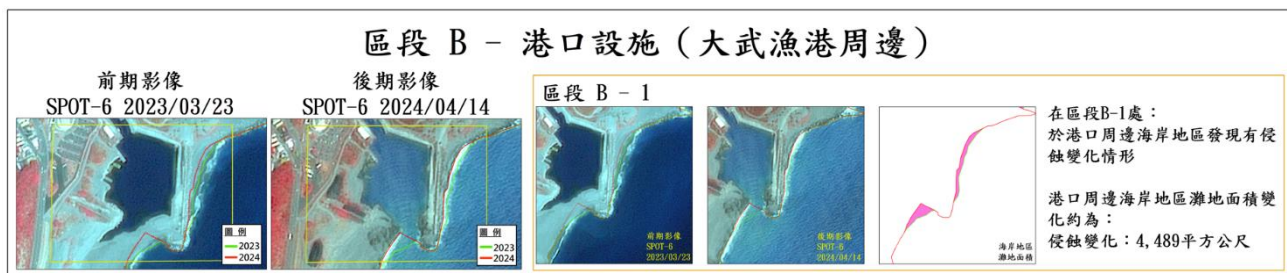 區段 B - 港口設施(大武漁港周邊)
前期影像
SPOT-6 2023/03/23
圖 例
2023
2024
後期影像
SPOT-6 2024/04/14
圖 例
2023
2024
區段 B - 1
前期影像
SPOT-6
2023/03/23
後期影像
SPOT-6
2024/04/14
海岸地區
灘地面積
在區段B-1處:
於港口周邊海岸地區發現有侵
蝕變化情形
港口周邊海岸地區灘地面積變
化約為:
侵蝕變化:4,489平方公尺